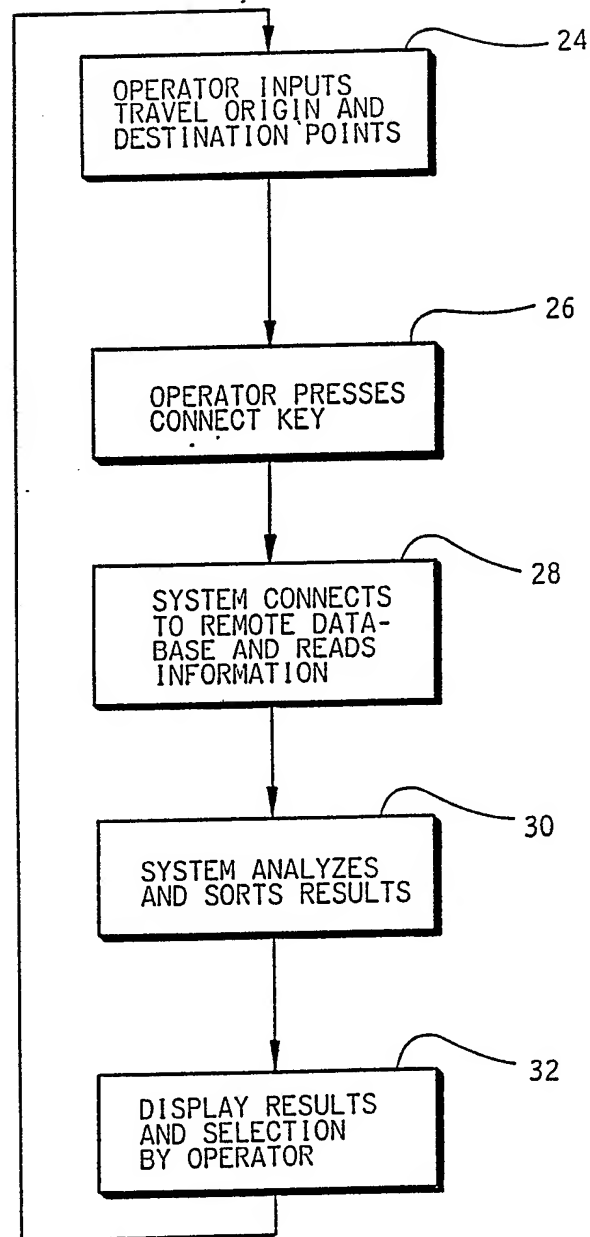 24
OPERATOR INPUTS
TRAVEL ORIGIN AND
DESTINATION POINTS
26
OPERATOR PRESSES
CONNECT KEY
28
SYSTEM CONNECTS
TO REMOTE DATA-
BASE AND READS
INFORMATION
30
SYSTEM ANALYZES
AND SORTS RESULTS
32
DISPLAY RESULTS
AND SELECTION
BY OPERATOR